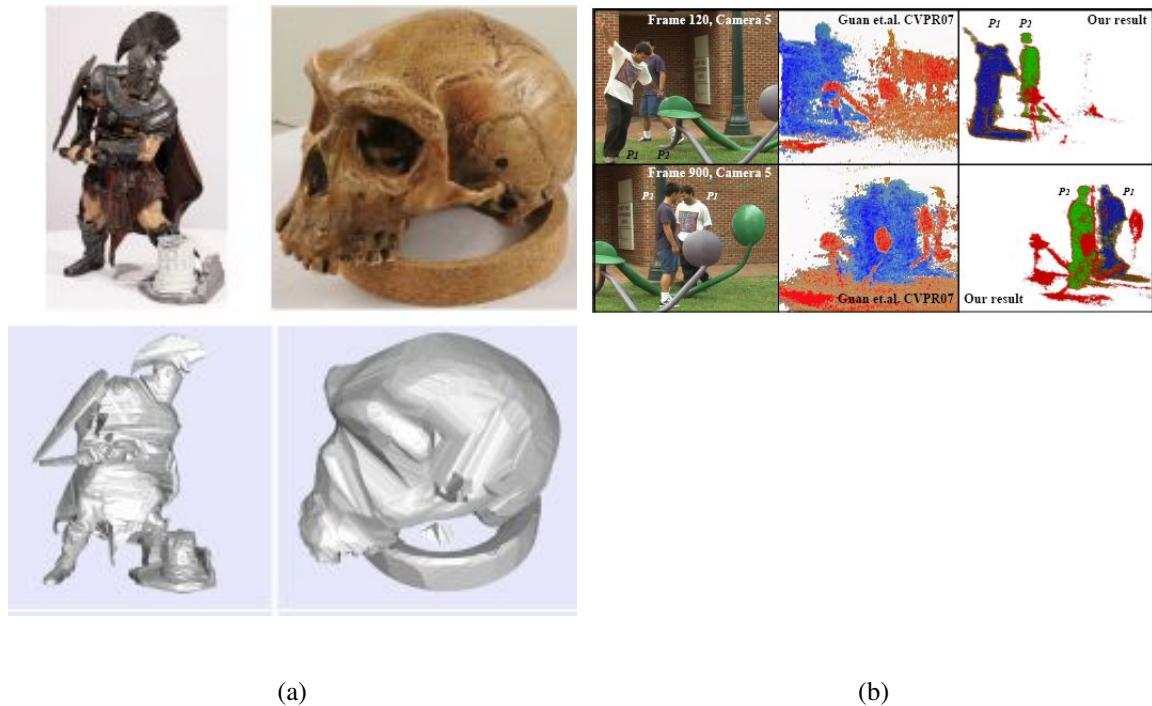 Frame 120, Camera 5
Guan et.al. CVPR07
P1 P2
Our result
P1 P2
Frame 900, Camera 5
P2 P1
Guan et.al. CVPR07
P2 P1
Our result
(a)
(b)